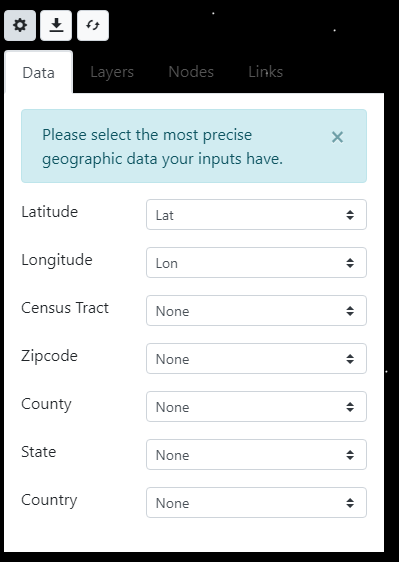 Data Layers Nodes Links
Please select the most precise ×
geographic data your inputs have.
Latitude Lat
Longitude Lon
Census Tract None
Zipcode None
County None
State None
Country None